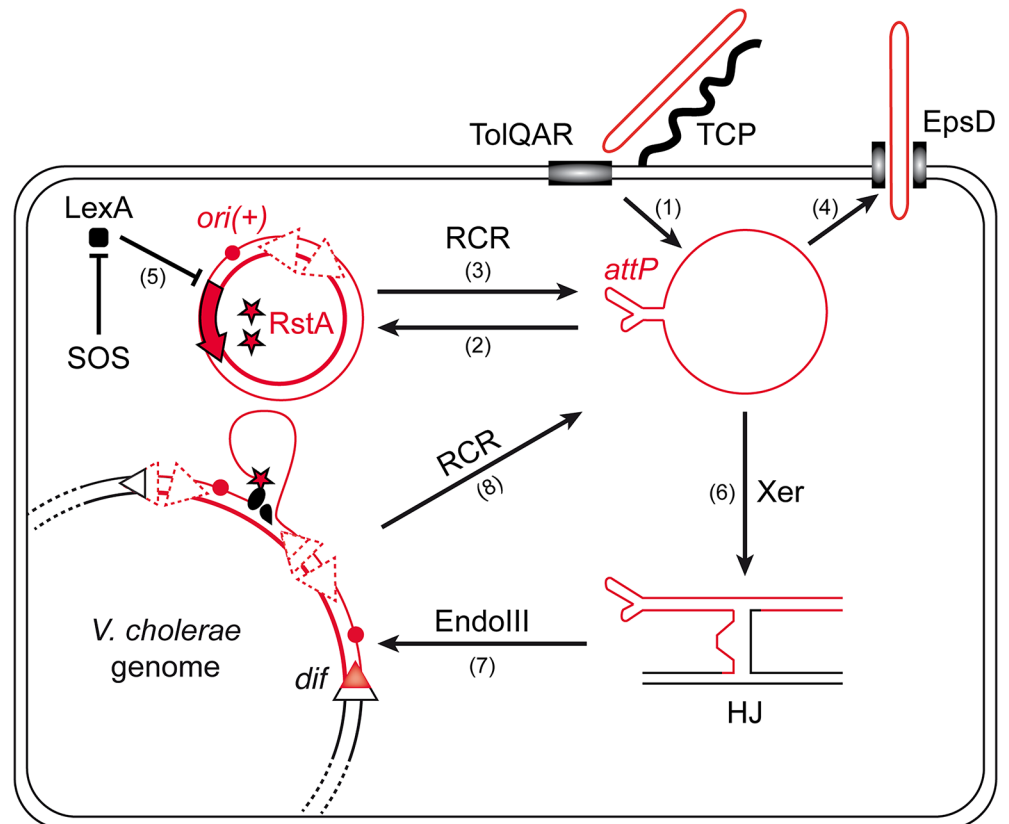 TolQAR
TCP
EpsD
LexA
ori(+)
(1)
(4)
RCR
(3)
(5)
attP
RstA
SOS
(2)
RCR
(8)
(6)
Xer
V. cholerae
genome
EndoIII
(7)
dif
HJ